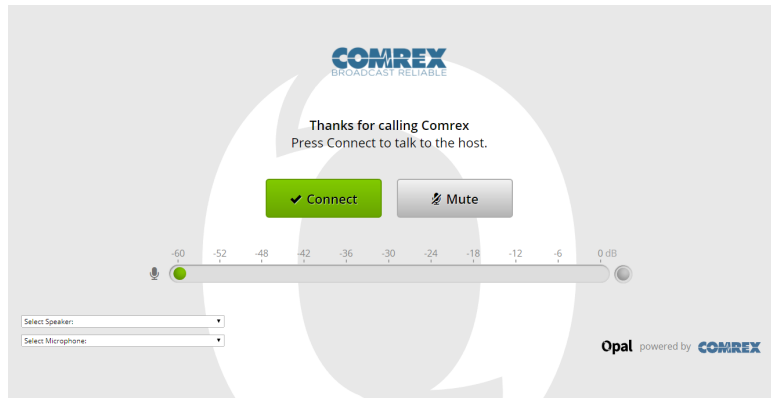 COMREX
BROADCAST RELIABLE
Thanks for calling Comrex
Press Connect to talk to the host.
Connect
Mute
-60 -52 -48 -42 -36 -30 -24 -18 -12 -6 0 dB
Select Speaker:
Select Microphone:
Opal powered by COMREX